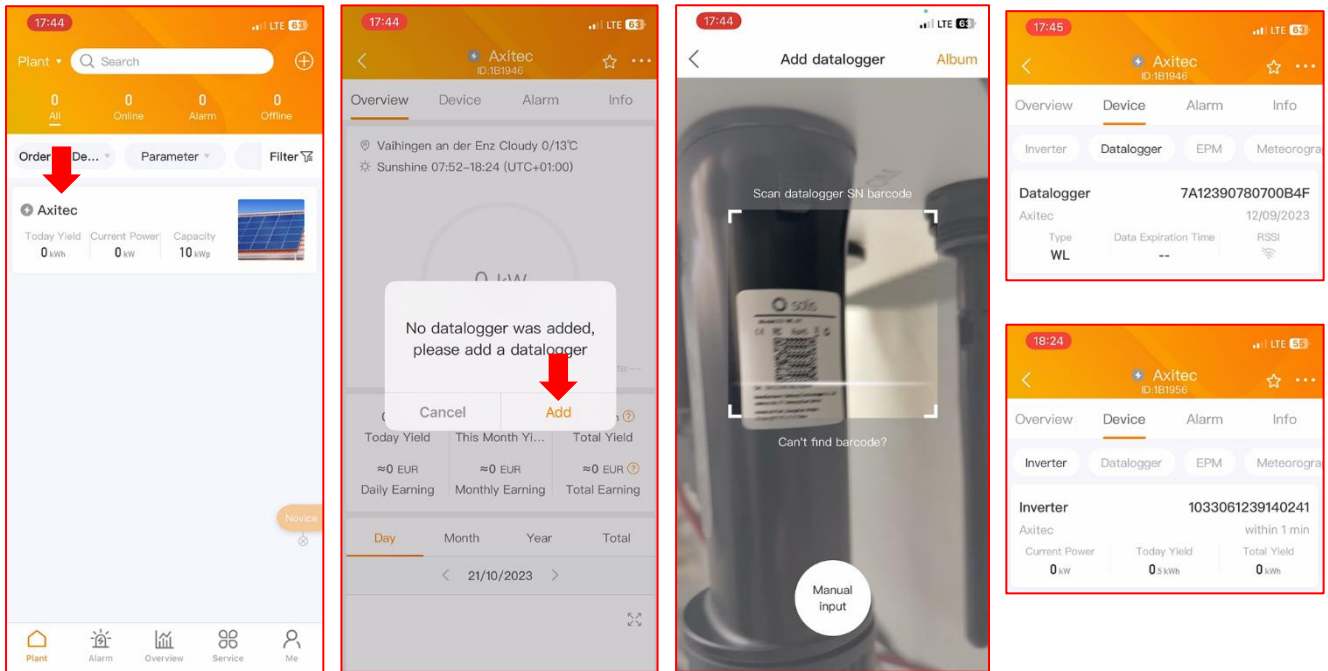 17:44
LTE 63
Plant
Search
0 0 0 0
All Online Alarm Offline
Order De... Parameter Filter
Axitec
Today Yield Current Power Capacity
0 kWh 0 kW 10 kWp
Novice
Plant Alarm Overview Service Me
17:44
LTE 63
Axitec
ID:1B1946
Overview Device Alarm Info
Vaihingen an der Enz Cloudy 0/13℃
Sunshine 07:52–18:24 (UTC+01:00)
0 kW
No datalogger was added,
please add a datalogger
Cancel Add
Today Yield This Month Yi... Total Yield
≈0 EUR ≈0 EUR ≈0 EUR
Daily Earning Monthly Earning Total Earning
Day Month Year Total
21/10/2023
17:44
LTE 63
Add datalogger Album
Scan datalogger SN barcode
solis
Can't find barcode?
Manual
input
17:45
LTE 63
Axitec
ID:1B1946
Overview Device Alarm Info
Inverter Datalogger EPM Meteorogra
Datalogger 7A12390780700B4F
Axitec 12/09/2023
Type Data Expiration Time RSSI
WL --
18:24
LTE 56
Axitec
ID:1B1956
Overview Device Alarm Info
Inverter Datalogger EPM Meteorogra
Inverter 1033061239140241
Axitec within 1 min
Current Power Today Yield Total Yield
0 kW 0.5 kWh 0 kWh